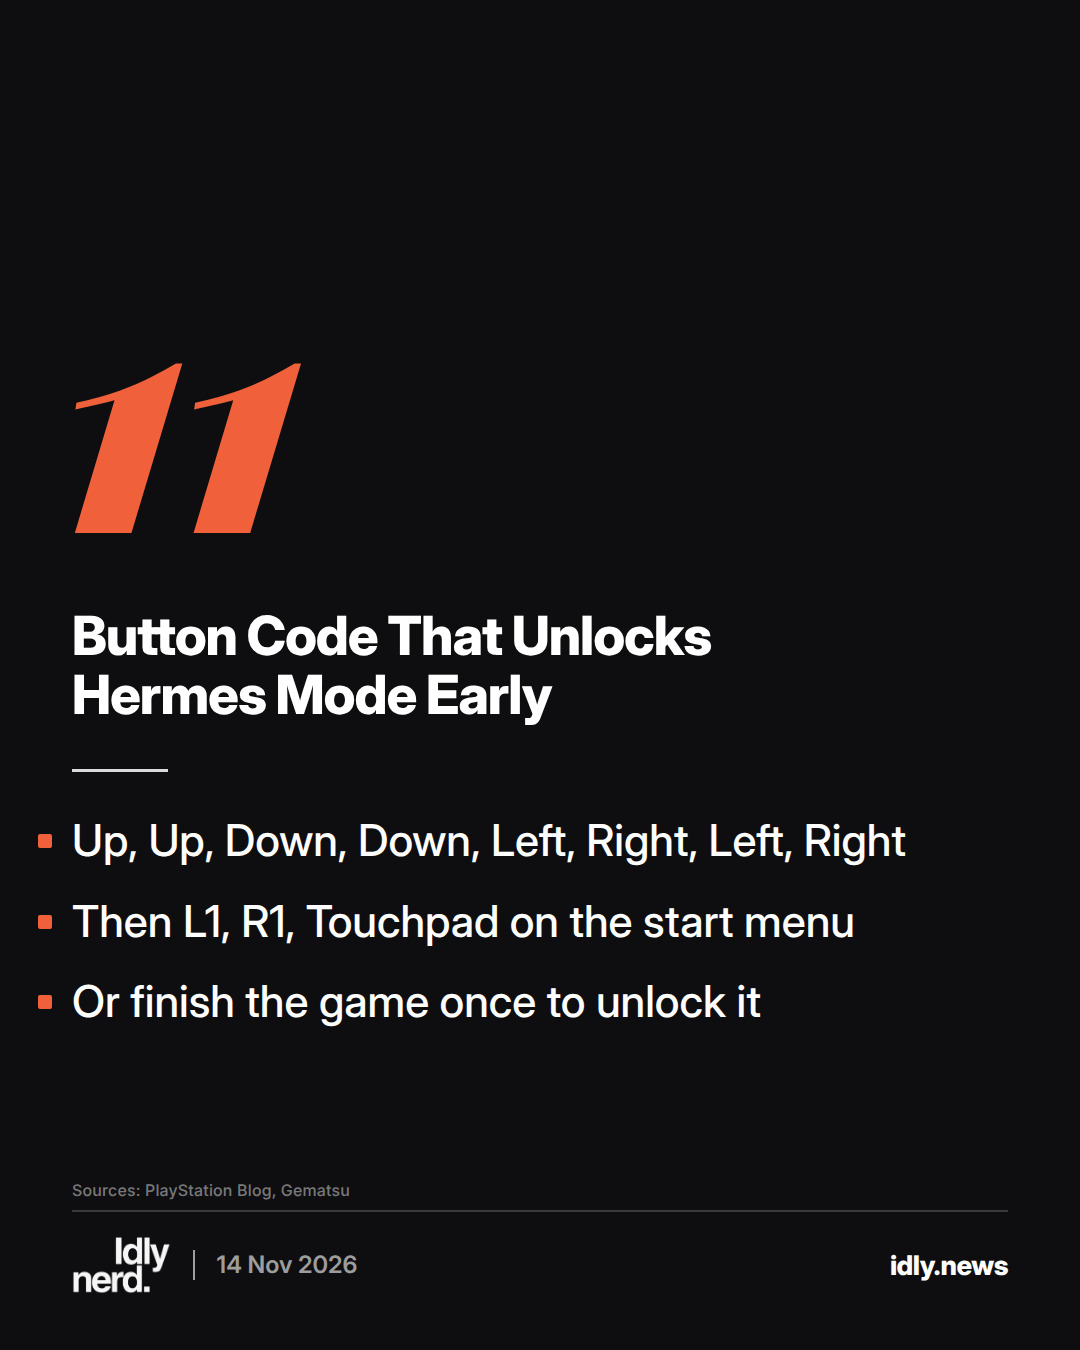 11
Button Code That Unlocks
Hermes Mode Early
Up, Up, Down, Down, Left, Right, Left, Right
Then L1, R1, Touchpad on the start menu
Or finish the game once to unlock it
Sources: PlayStation Blog, Gematsu
Idly
nerd.
14 Nov 2026
idly.news